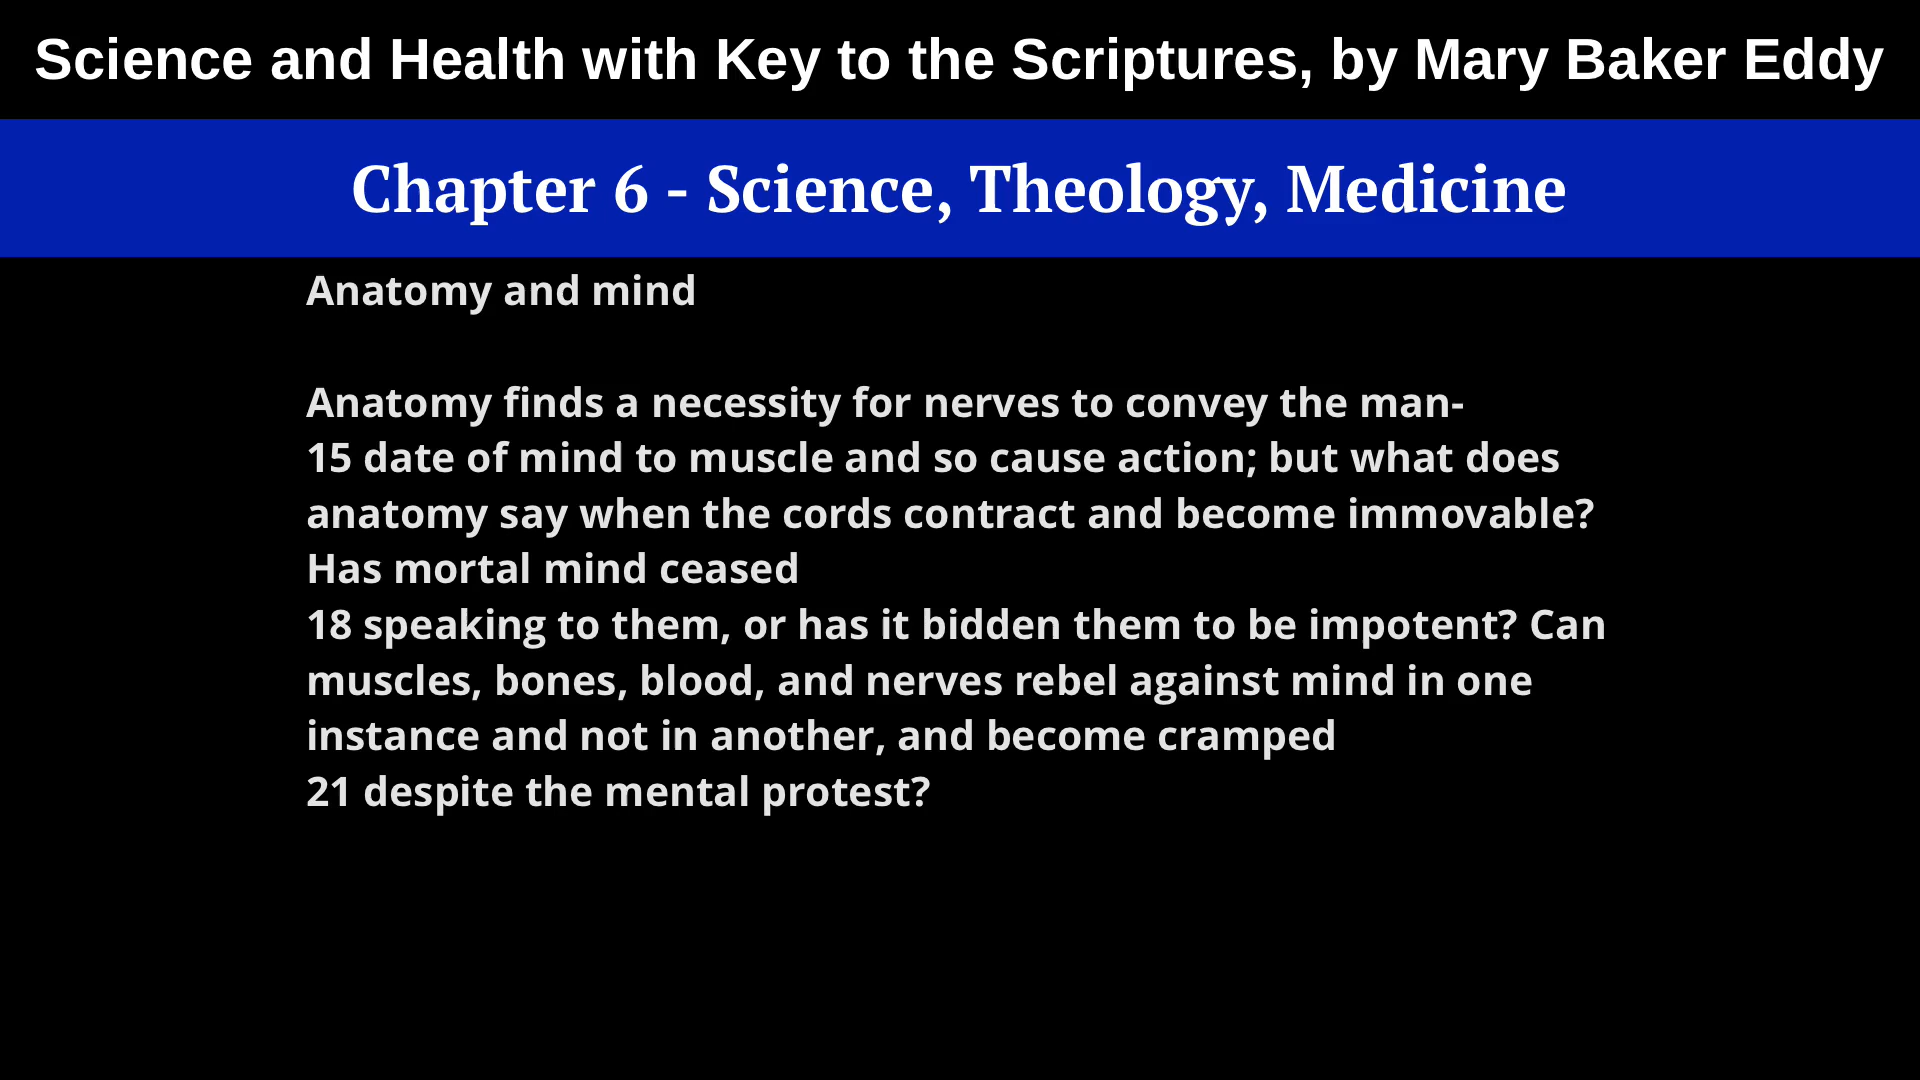 Science and Health with Key to the Scriptures, by Mary Baker Eddy
Chapter 6 - Science, Theology, Medicine
Anatomy and mind
Anatomy finds a necessity for nerves to convey the man-
15 date of mind to muscle and so cause action; but what does
anatomy say when the cords contract and become immovable?
Has mortal mind ceased
18 speaking to them, or has it bidden them to be impotent? Can
muscles, bones, blood, and nerves rebel against mind in one
instance and not in another, and become cramped
21 despite the mental protest?